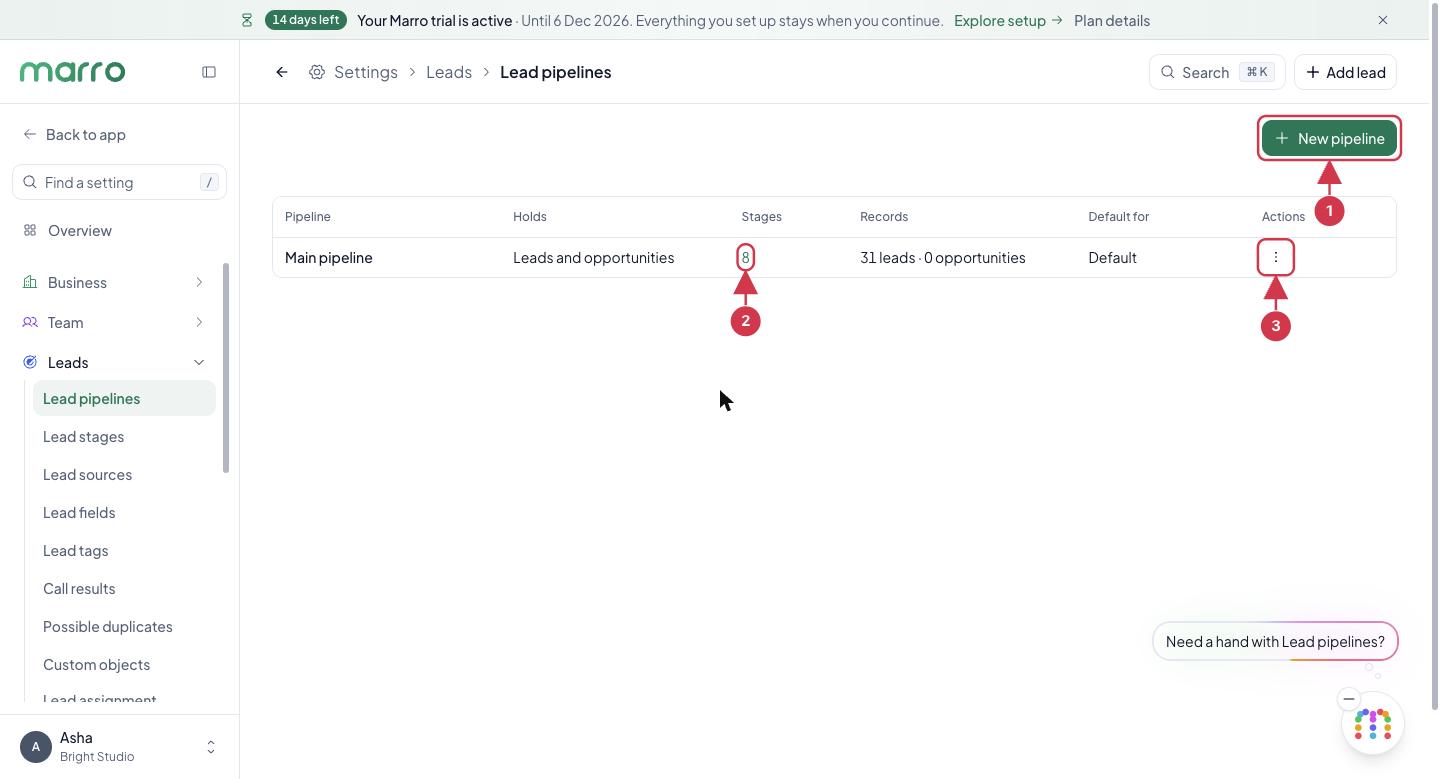 14 days left Your Marro trial is active · Until 6 Dec 2026. Everything you set up stays when you continue. Explore setup → Plan details
marro
Settings > Leads > Lead pipelines
Search ⌘ K
+ Add lead
Back to app
Find a setting /
Overview
Business
Team
Leads
Lead pipelines
Lead stages
Lead sources
Lead fields
Lead tags
Call results
Possible duplicates
Custom objects
Lead assignment
A Asha
Bright Studio
+ New pipeline
1
Pipeline Holds Stages Records Default for Actions
Main pipeline Leads and opportunities 8 31 leads · 0 opportunities Default
2
3
Need a hand with Lead pipelines?